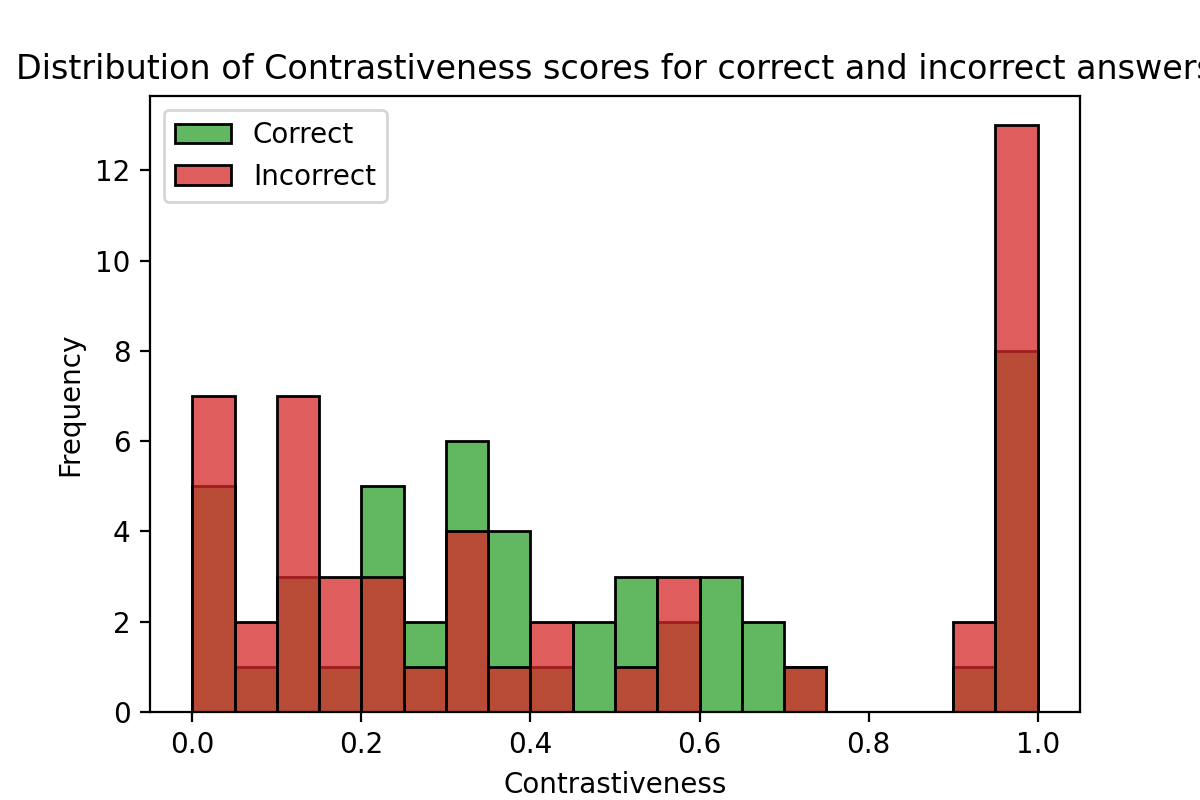 Distribution of Contrastiveness scores for correct and incorrect answers
Correct
Incorrect
12
10
8
6
4
2
0
Frequency
0.0 0.2 0.4 0.6 0.8 1.0
Contrastiveness